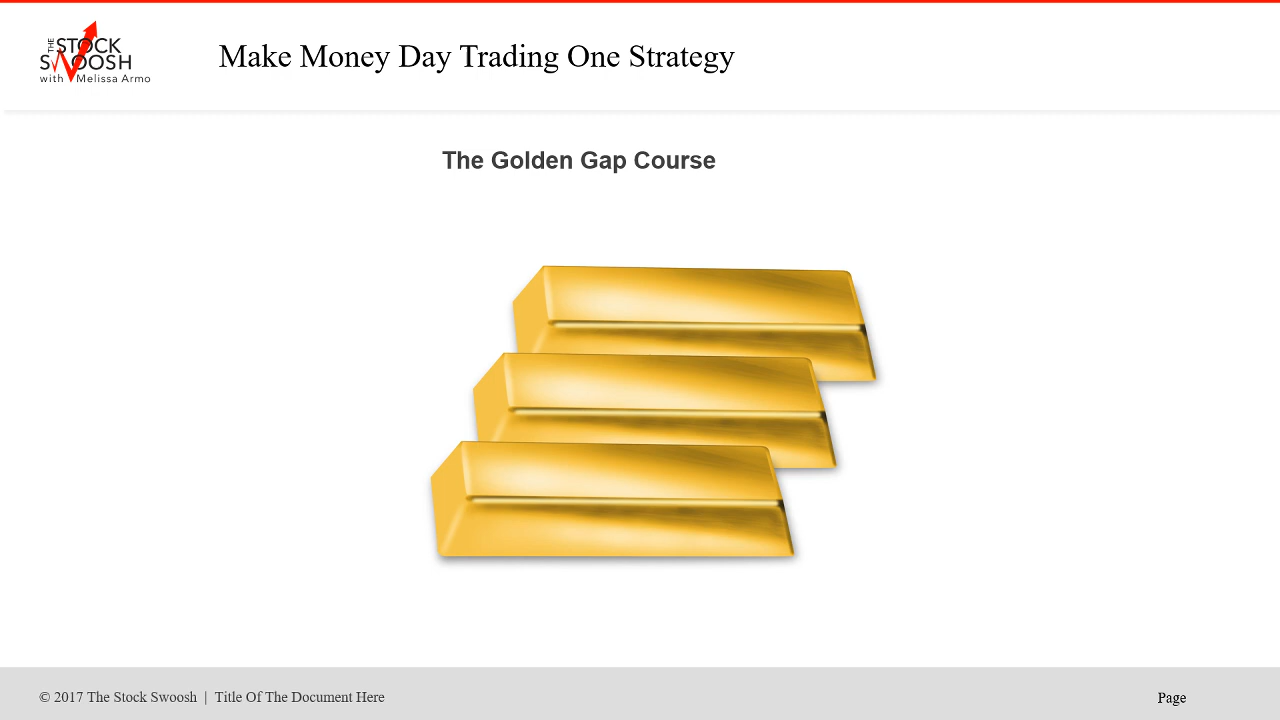 THE STOCK
SWOOSH
with Melissa Armo
Make Money Day Trading One Strategy
The Golden Gap Course
© 2017 The Stock Swoosh | Title Of The Document Here
Page